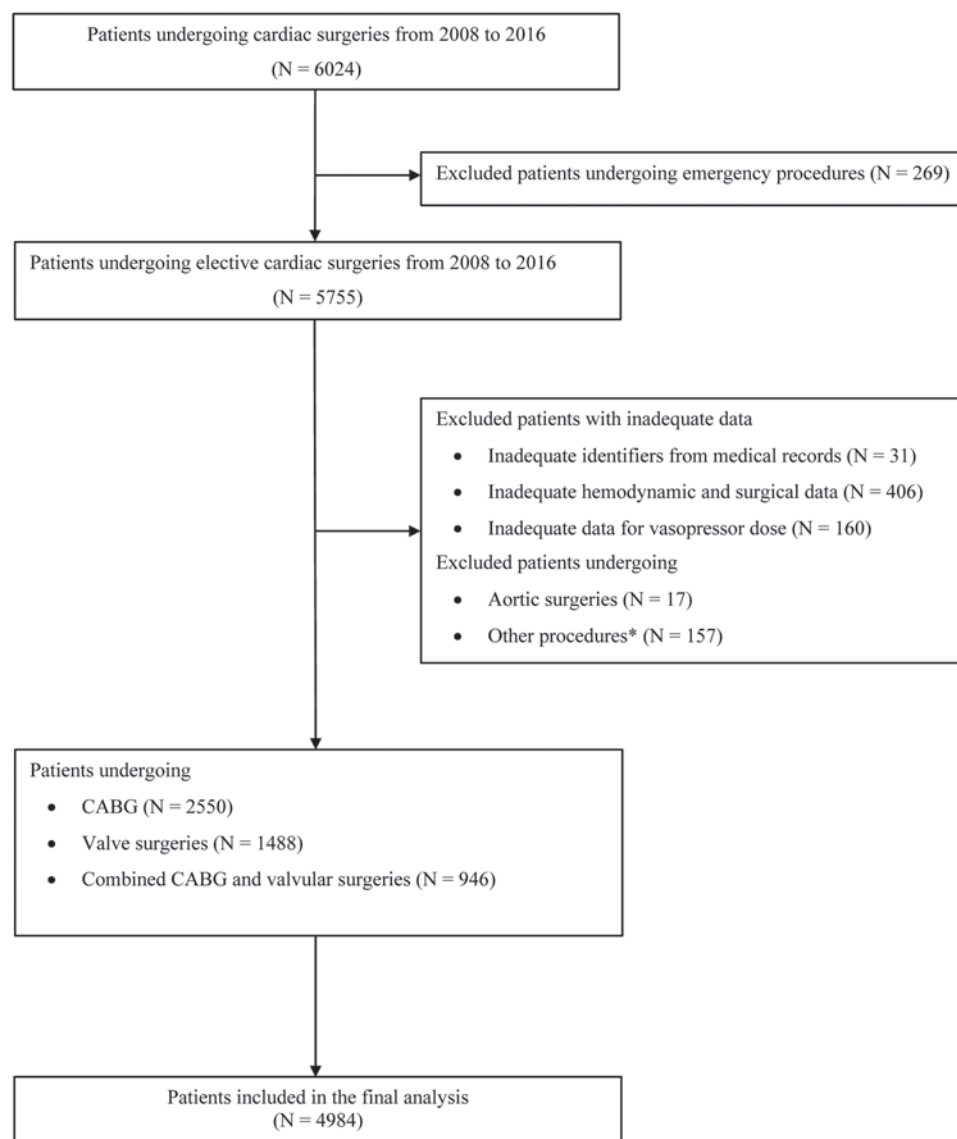 Patients undergoing cardiac surgeries from 2008 to 2016
(N = 6024)
Excluded patients undergoing emergency procedures (N = 269)
Patients undergoing elective cardiac surgeries from 2008 to 2016
(N = 5755)
Excluded patients with inadequate data
• Inadequate identifiers from medical records (N = 31)
• Inadequate hemodynamic and surgical data (N = 406)
• Inadequate data for vasopressor dose (N = 160)
Excluded patients undergoing
• Aortic surgeries (N = 17)
• Other procedures* (N = 157)
Patients undergoing
• CABG (N = 2550)
• Valve surgeries (N = 1488)
• Combined CABG and valvular surgeries (N = 946)
Patients included in the final analysis
(N = 4984)